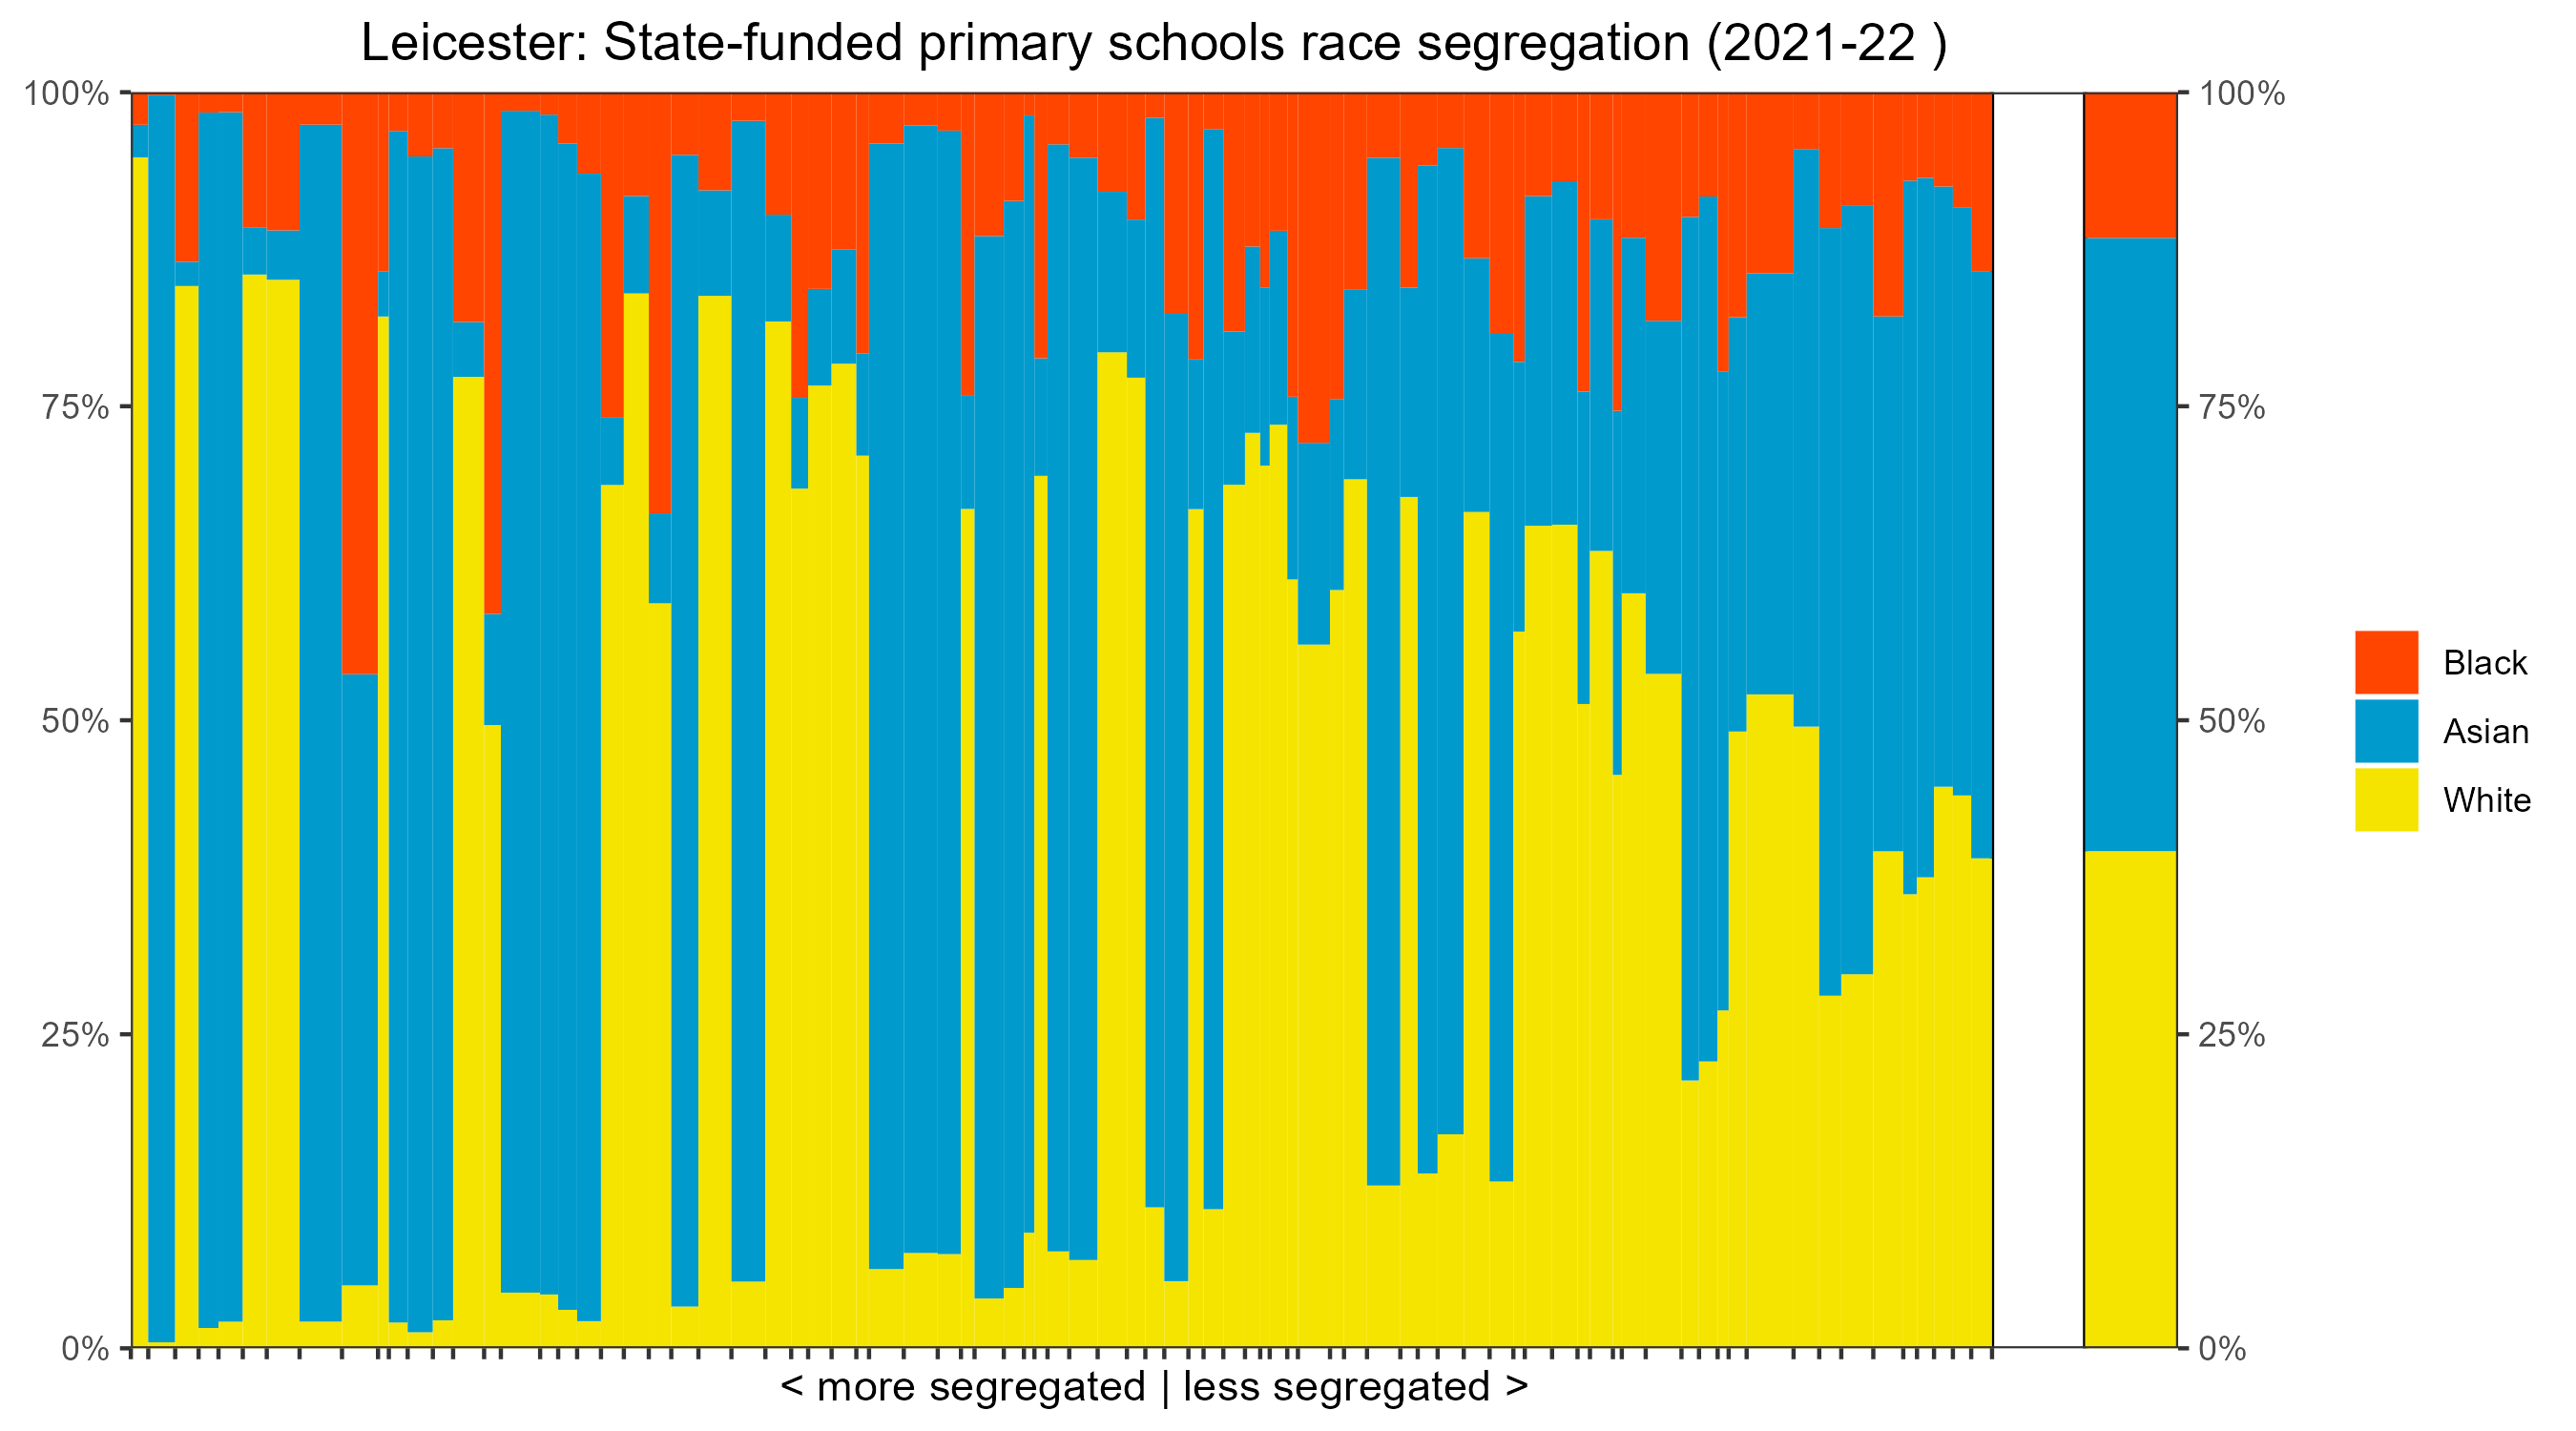 Leicester: State-funded primary schools race segregation (2021-22 )
100%
75%
50%
25%
0%
100%
75%
50%
25%
0%
Black
Asian
White
< more segregated | less segregated >